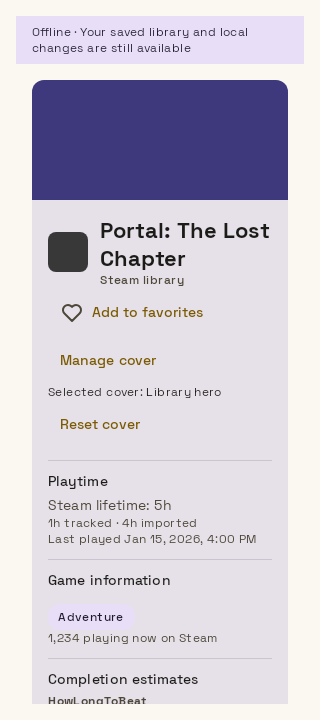 Offline · Your saved library and local
changes are still available
Portal: The Lost
Chapter
Steam library
Add to favorites
Manage cover
Selected cover: Library hero
Reset cover
Playtime
Steam lifetime: 5h
1h tracked · 4h imported
Last played Jan 15, 2026, 4:00 PM
Game information
Adventure
1,234 playing now on Steam
Completion estimates
HowLongToBeat